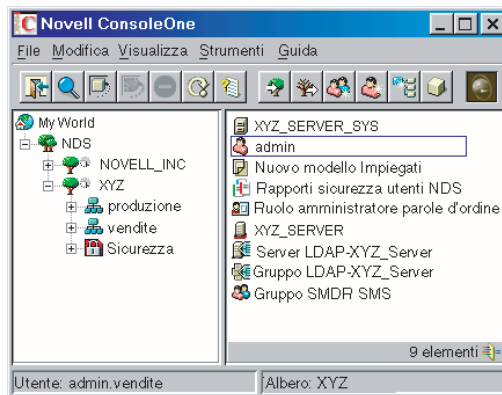 Novell ConsoleOne
File Modifica Visualizza Strumenti Guida
My World
NDS
NOVELL_INC
XYZ
produzione
vendite
Sicurezza
XYZ_SERVER_SYS
admin
Nuovo modello Impiegati
Rapporti sicurezza utenti NDS
Ruolo amministratore parole d'ordine
XYZ_SERVER
Server LDAP-XYZ_Server
Gruppo LDAP-XYZ_Server
Gruppo SMDR SMS
9 elementi
Utente: admin.vendite
Albero: XYZ